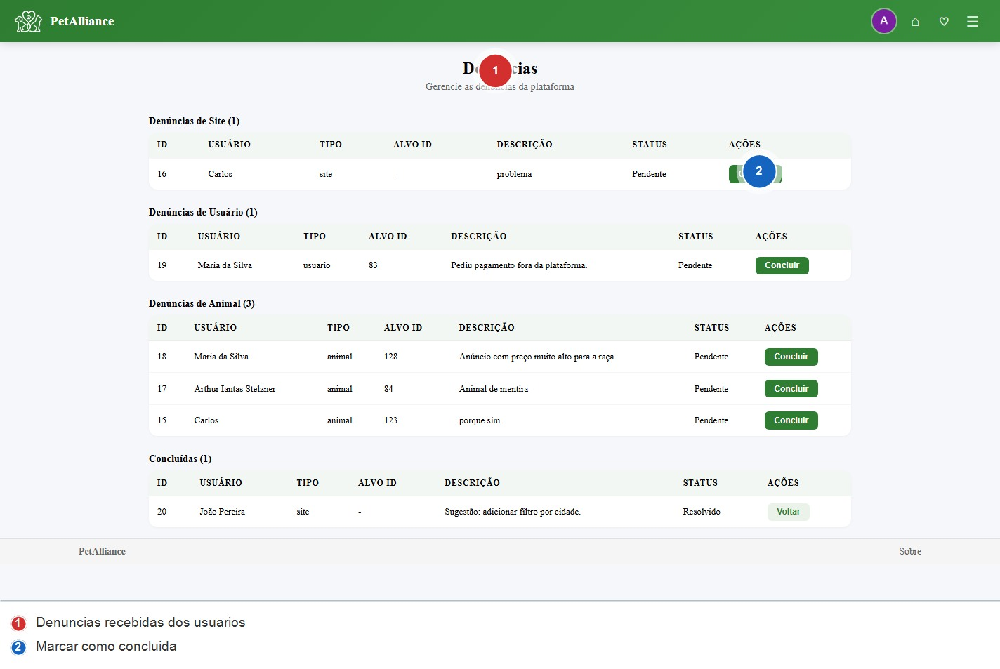 PetAlliance A
1
Gerencie as da plataforma
Denúncias de Site (1)
ID USUÁRIO TIPO ALVO ID DESCRIÇÃO STATUS AÇÕES
16 Carlos site - problema Pendente 2
Denúncias de Usuário (1)
ID USUÁRIO TIPO ALVO ID DESCRIÇÃO STATUS AÇÕES
19 Maria da Silva usuario 83 Pediu pagamento fora da plataforma. Pendente Concluir
Denúncias de Animal (3)
ID USUÁRIO TIPO ALVO ID DESCRIÇÃO STATUS AÇÕES
18 Maria da Silva animal 128 Anúncio com preço muito alto para a raça. Pendente Concluir
17 Arthur Iantas Stelzner animal 84 Animal de mentira Pendente Concluir
15 Carlos animal 123 porque sim Pendente Concluir
Concluídas (1)
ID USUÁRIO TIPO ALVO ID DESCRIÇÃO STATUS AÇÕES
20 João Pereira site - Sugestão: adicionar filtro por cidade. Resolvido Voltar
PetAlliance Sobre
1 Denuncias recebidas dos usuarios
2 Marcar como concluida